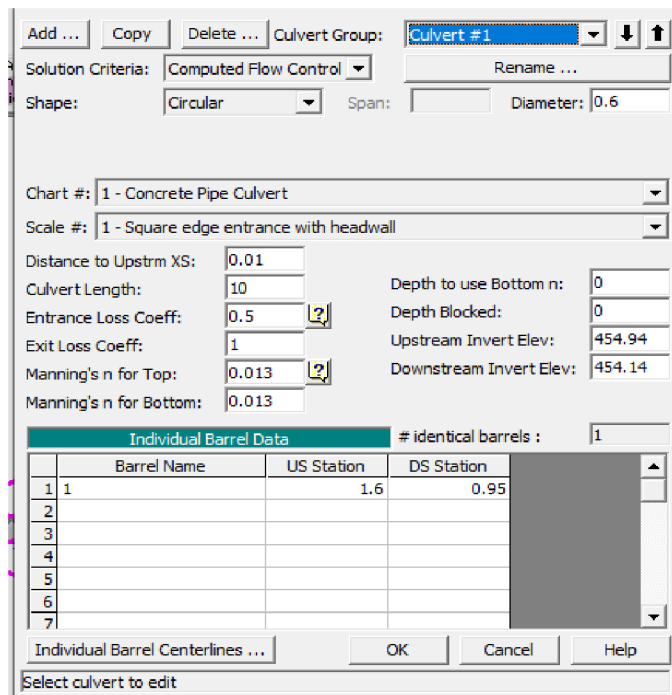 Add ... Copy Delete ... Culvert Group: Culvert #1
Solution Criteria: Computed Flow Control Rename ...
Shape: Circular Span: Diameter: 0.6
Chart #: 1 - Concrete Pipe Culvert
Scale #: 1 - Square edge entrance with headwall
Distance to Upstrm XS: 0.01
Culvert Length: 10 Depth to use Bottom n: 0
Entrance Loss Coeff: 0.5 Depth Blocked: 0
Exit Loss Coeff: 1 Upstream Invert Elev: 454.94
Manning's n for Top: 0.013 Downstream Invert Elev: 454.14
Manning's n for Bottom: 0.013
Individual Barrel Data # identical barrels : 1
Barrel Name US Station DS Station
1 1 1.6 0.95
2
3
4
5
6
7
Individual Barrel Centerlines ... OK Cancel Help
Select culvert to edit